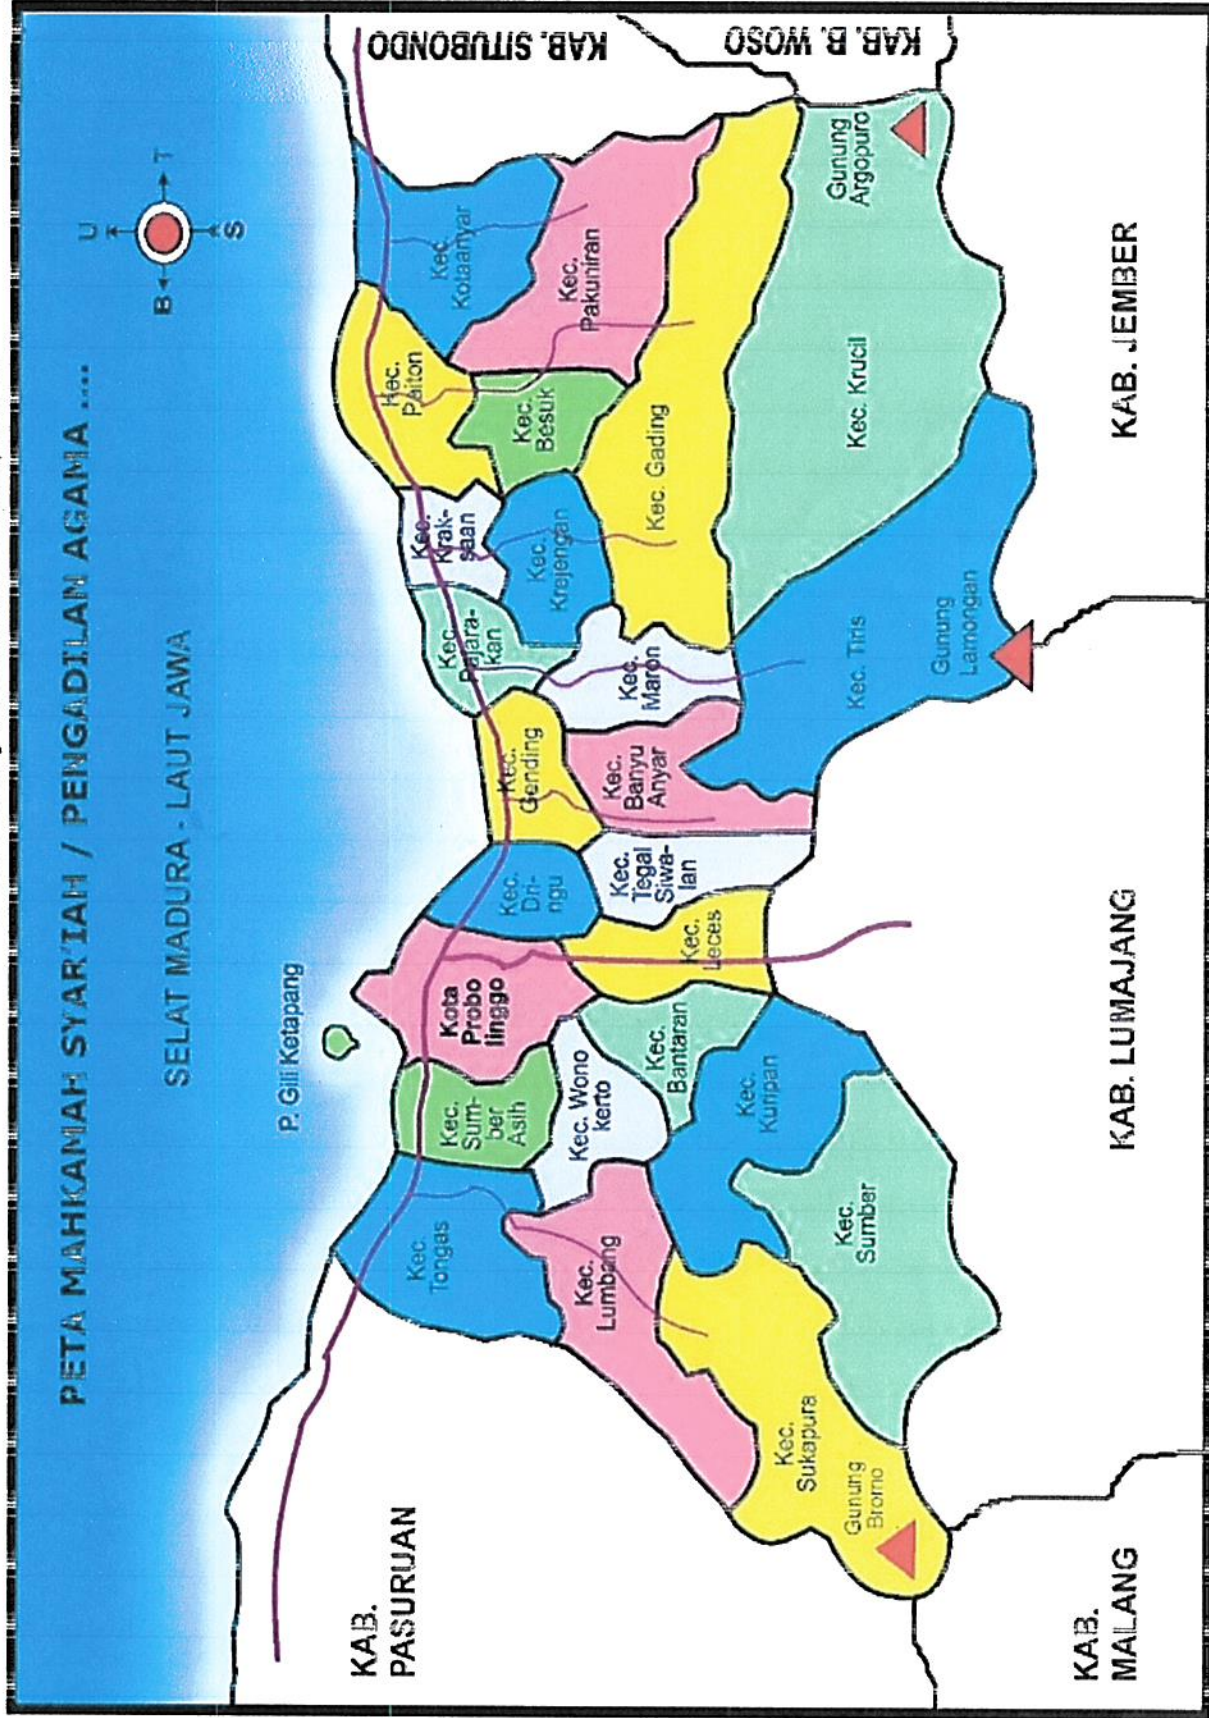 PETA MAHKAMAH SYAR'IAH / PENGADILAN AGAMA ....
SELAT MADURA - LAUT JAWA
U
B
T
S
P. Gili Ketapang
KAB.
PASURUAN
KAB.
MALANG
KAB. LUMAJANG
KAB. JEMBER
KAB. SITUBONDO
KAB. B. WOSO
Kec.
Tongas
Kec.
Sum-
ber
Asih
Kota
Probo
linggo
Kec.
Dri-
ngu
Kec.
Gending
Kec.
Pajara-
kan
Kec.
Krak-
saan
Kec.
Paiton
Kec.
Kotaanyar
Kec.
Lumbang
Kec. Wono
kerto
Kec.
Bantaran
Kec.
Leces
Kec.
Tegal
Siwa-
lan
Kec.
Banyu
Anyar
Kec.
Maron
Kec.
Krejengan
Kec.
Besuk
Kec.
Pakuniran
Kec.
Sukapura
Gunung
Bromo
Kec.
Sumber
Kec.
Kuripan
Kec. Tiris
Gunung
Lamongan
Kec. Gading
Kec. Krucil
Gunung
Argopuro